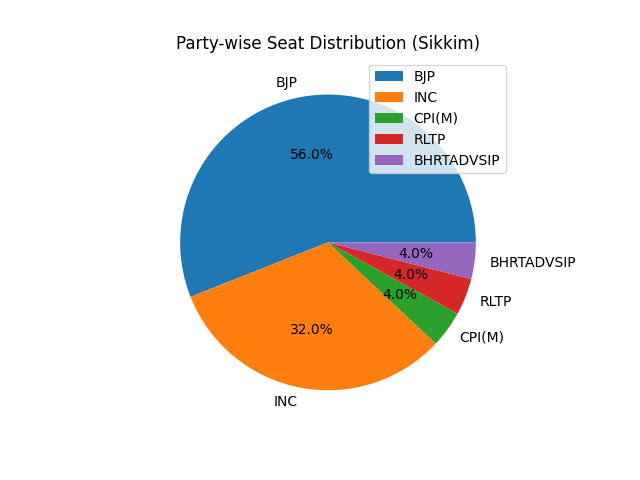 Party-wise Seat Distribution (Sikkim)
BJP
INC
CPI(M)
RLTP
BHRTADVSIP
BJP
56.0%
INC
32.0%
CPI(M)
4.0%
RLTP
4.0%
BHRTADVSIP
4.0%